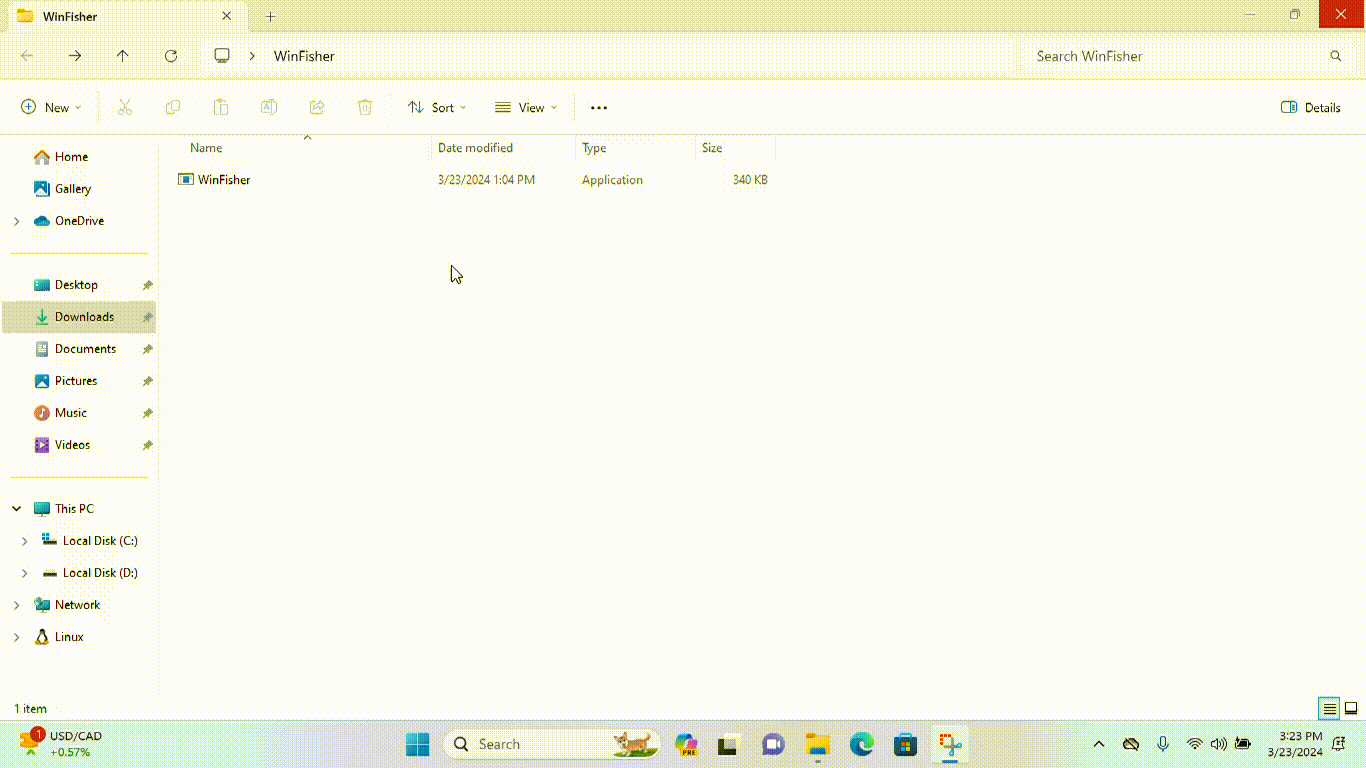 WinFisher
WinFisher
Search WinFisher
New
Sort
View
Details
Name
Date modified
Type
Size
WinFisher
3/23/2024 1:04 PM
Application
340 KB
Home
Gallery
OneDrive
Desktop
Downloads
Documents
Pictures
Music
Videos
This PC
Local Disk (C:)
Local Disk (D:)
Network
Linux
1 item
1
USD/CAD
+0.57%
Search
PRE
3:23 PM
3/23/2024